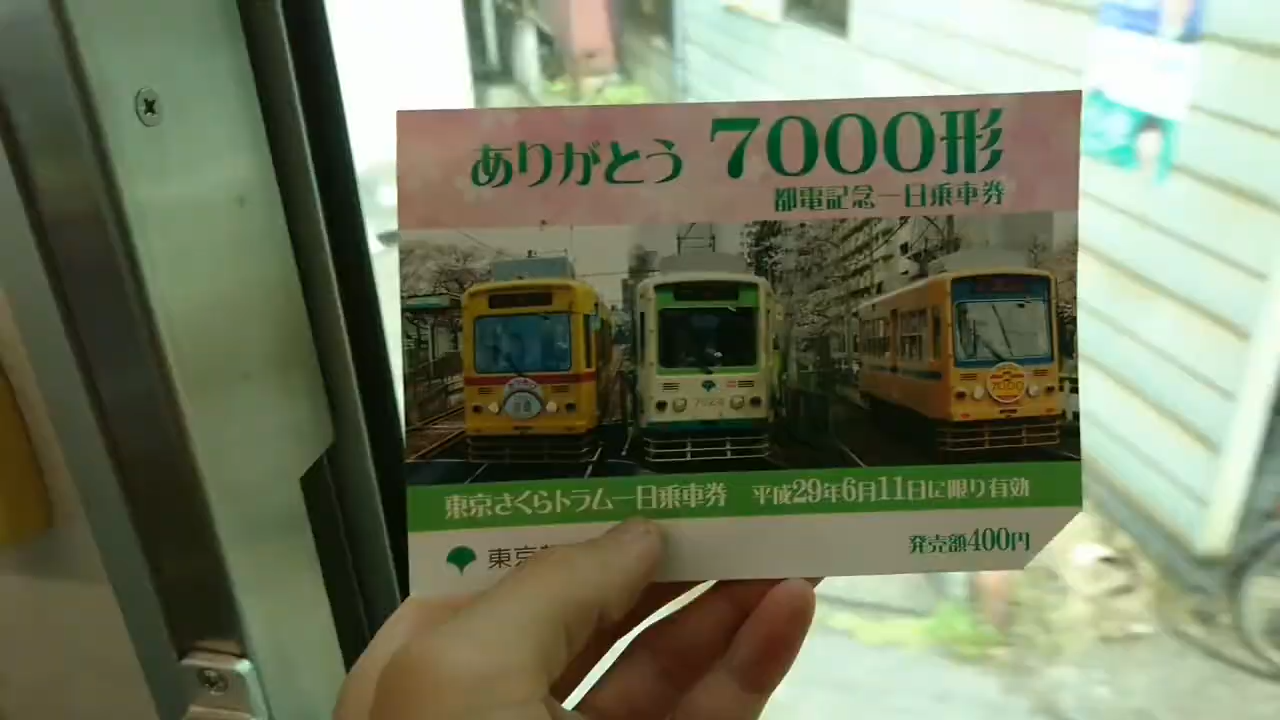 ありがとう 7000形
都電記念一日乗車券
7000
東京さくらトラム一日乗車券 平成29年6月11日に限り有効
東京
発売額400円